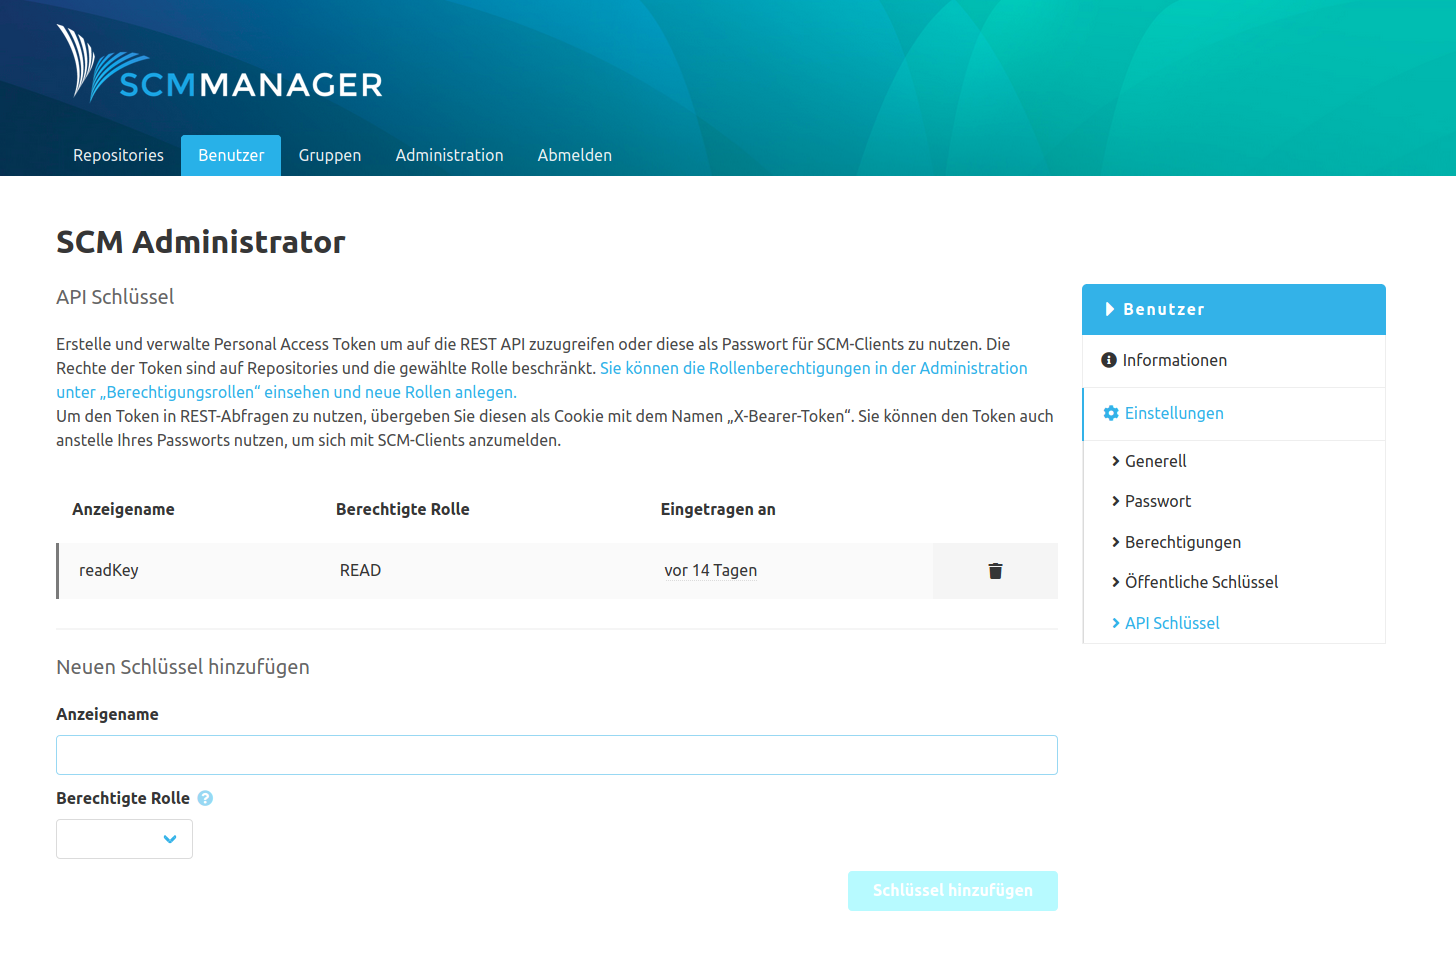 SCMMANAGER
Repositories Benutzer Gruppen Administration Abmelden
SCM Administrator
API Schlüssel
Erstelle und verwalte Personal Access Token um auf die REST API zuzugreifen oder diese als Passwort für SCM-Clients zu nutzen. Die
Rechte der Token sind auf Repositories und die gewählte Rolle beschränkt. Sie können die Rollenberechtigungen in der Administration
unter „Berechtigungsrollen“ einsehen und neue Rollen anlegen.
Um den Token in REST-Abfragen zu nutzen, übergeben Sie diesen als Cookie mit dem Namen „X-Bearer-Token“. Sie können den Token auch
anstelle Ihres Passworts nutzen, um sich mit SCM-Clients anzumelden.
Anzeigename Berechtigte Rolle Eingetragen an
readKey READ vor 14 Tagen
Neuen Schlüssel hinzufügen
Anzeigename
Berechtigte Rolle
Schlüssel hinzufügen
Benutzer
Informationen
Einstellungen
Generell
Passwort
Berechtigungen
Öffentliche Schlüssel
API Schlüssel